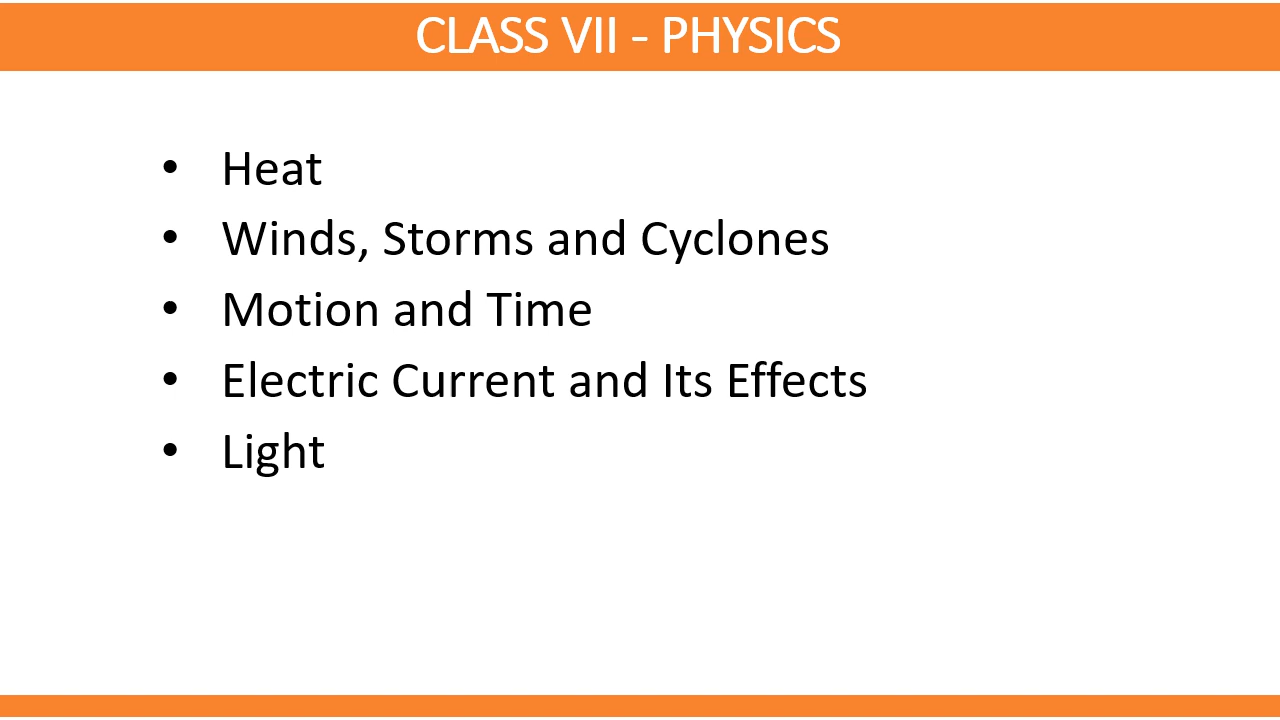 CLASS VII - PHYSICS
• Heat
• Winds, Storms and Cyclones
• Motion and Time
• Electric Current and Its Effects
• Light